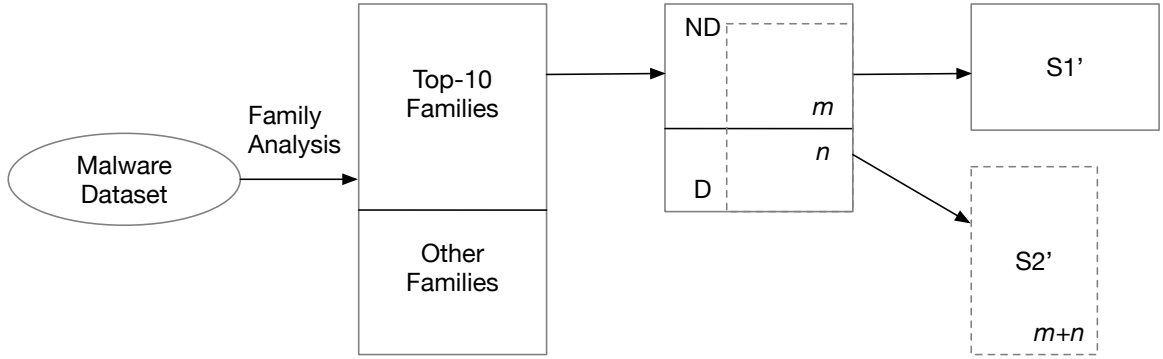 Malware
Dataset
Family
Analysis
Top-10
Families
Other
Families
ND
m
n
D
S1’
S2’
m+n